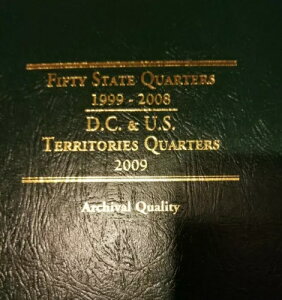 Fifty State Quarters
1999 - 2008
D.C. & U.S.
Territories Quarters
2009
Archival Quality